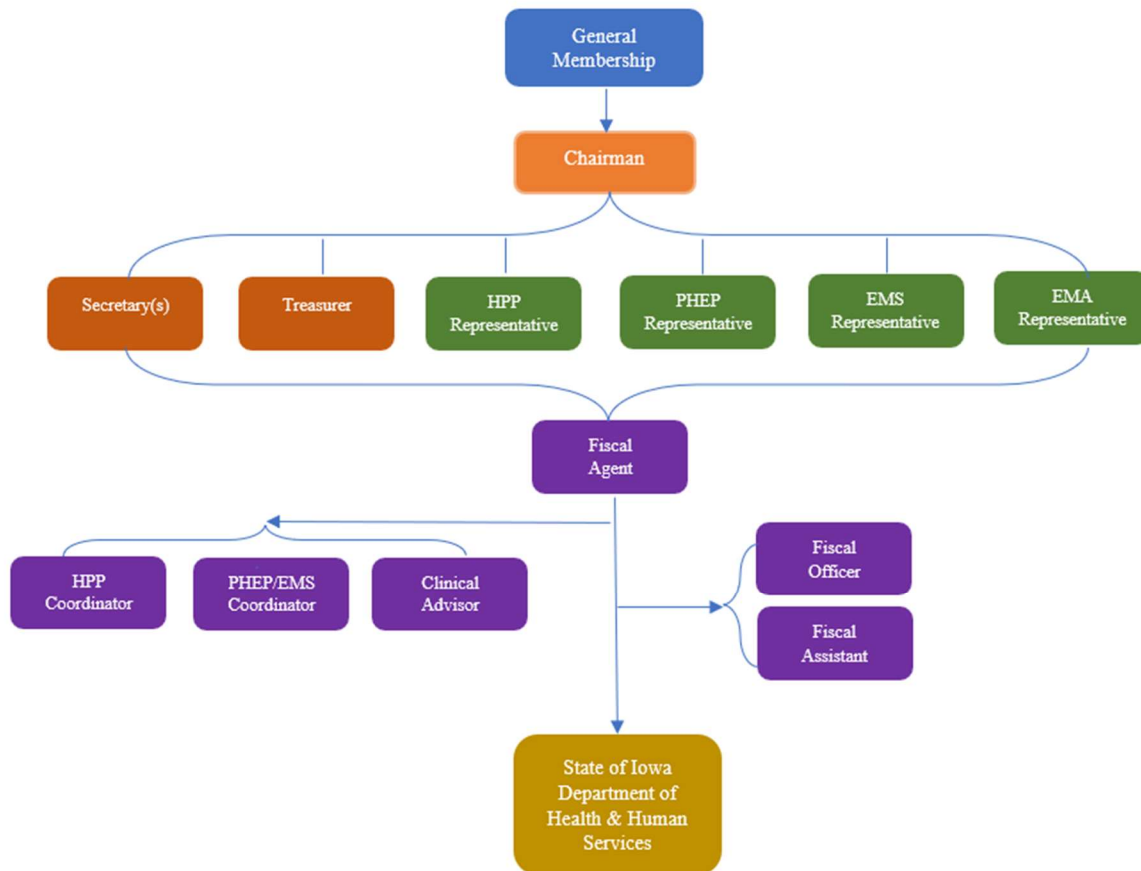 General
Membership
Chairman
Secretary(s)
Treasurer
HPP
Representative
PHEP
Representative
EMS
Representative
EMA
Representative
Fiscal
Agent
HPP
Coordinator
PHEP/EMS
Coordinator
Clinical
Advisor
Fiscal
Officer
Fiscal
Assistant
State of Iowa
Department of
Health & Human
Services